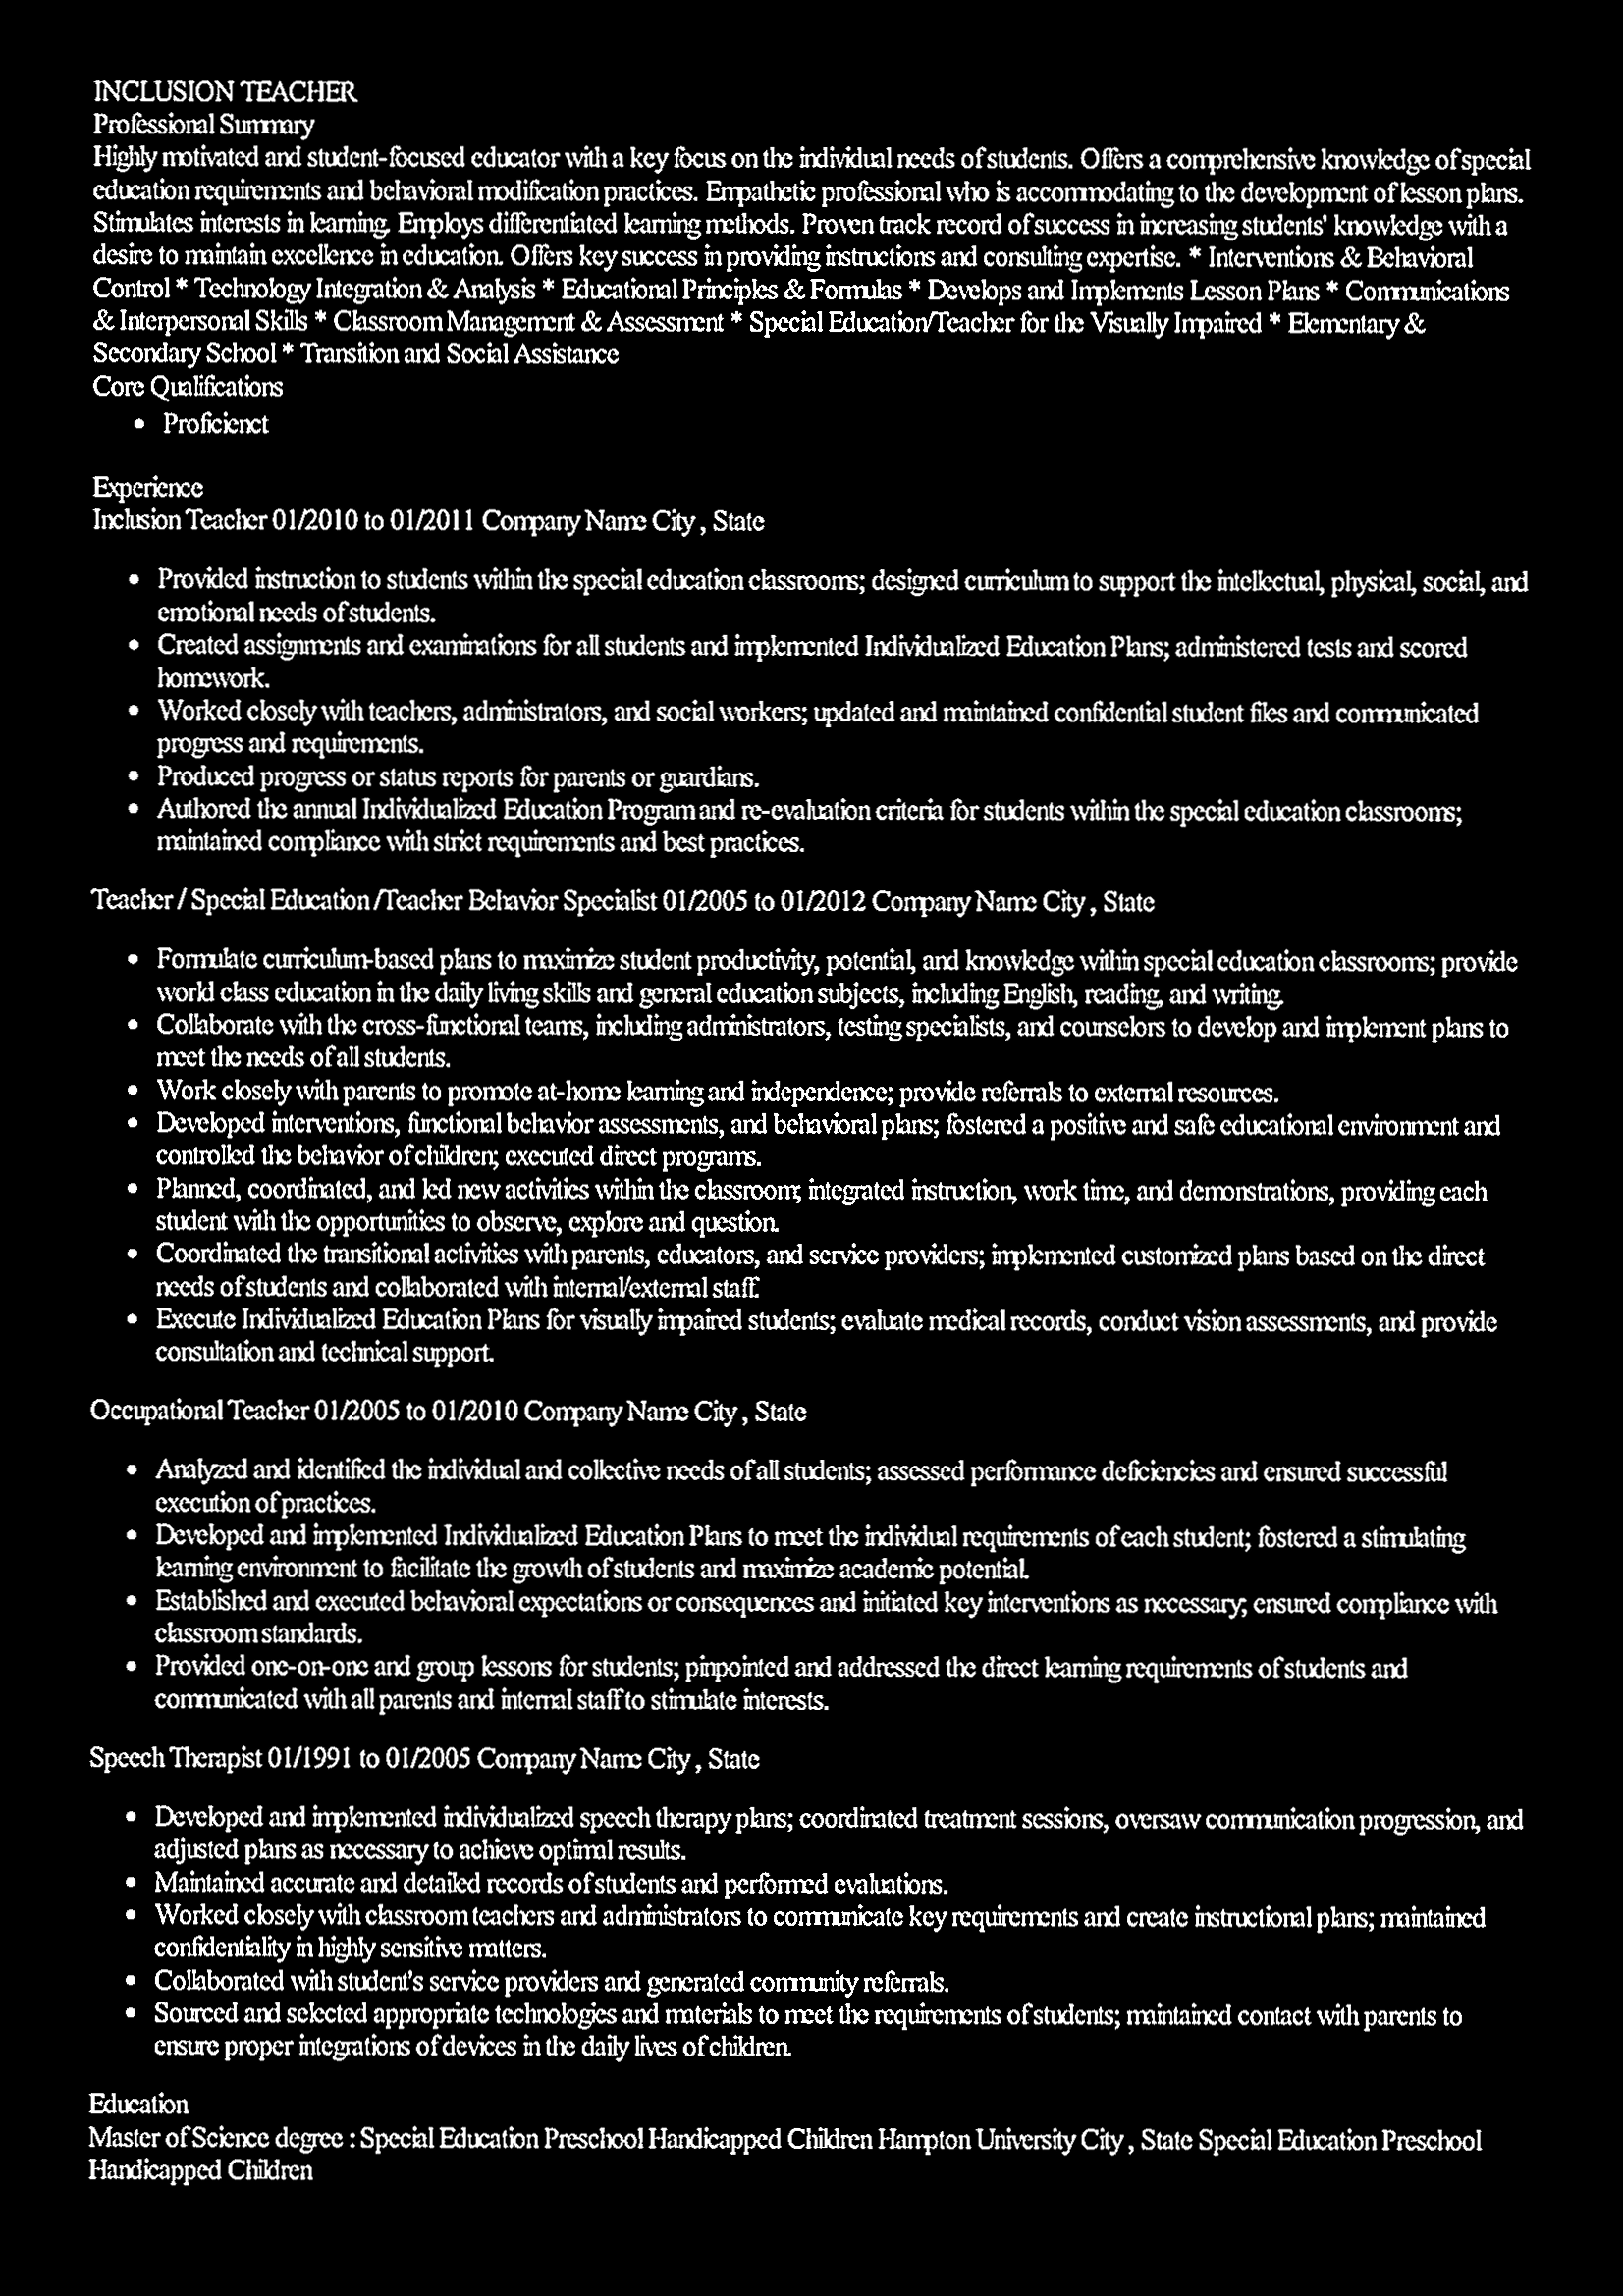 INCLUSION TEACHER
Professional Summary
Highly motivated and student-focused educator with a key focus on the individual needs of students. Offers a comprehensive knowledge of special
education requirements and behavioral modification practices. Empathetic professional who is accommodating to the development of lesson plans.
Stimulates interests in learning. Employs differentiated learning methods. Proven track record of success in increasing students' knowledge with a
desire to maintain excellence in education. Offers key success in providing instructions and consulting expertise. * Interventions & Behavioral
Control * Technology Integration & Analysis * Educational Principles & Formulas * Develops and Implements Lesson Plans * Communications
& Interpersonal Skills * Classroom Management & Assessment * Special Education/Teacher for the Visually Impaired * Elementary &
Secondary School * Transition and Social Assistance
Core Qualifications
• Proficienct
Experience
Inclusion Teacher 01/2010 to 01/2011 Company Name City , State
• Provided instruction to students within the special education classrooms; designed curriculum to support the intellectual, physical, social, and
emotional needs of students.
• Created assignments and examinations for all students and implemented Individualized Education Plans; administered tests and scored
homework.
• Worked closely with teachers, administrators, and social workers; updated and maintained confidential student files and communicated
progress and requirements.
• Produced progress or status reports for parents or guardians.
• Authored the annual Individualized Education Program and re-evaluation criteria for students within the special education classrooms;
maintained compliance with strict requirements and best practices.
Teacher / Special Education /Teacher Behavior Specialist 01/2005 to 01/2012 Company Name City , State
• Formulate curriculum-based plans to maximize student productivity, potential, and knowledge within special education classrooms; provide
world class education in the daily living skills and general education subjects, including English, reading, and writing.
• Collaborate with the cross-functional teams, including administrators, testing specialists, and counselors to develop and implement plans to
meet the needs of all students.
• Work closely with parents to promote at-home learning and independence; provide referrals to external resources.
• Developed interventions, functional behavior assessments, and behavioral plans; fostered a positive and safe educational environment and
controlled the behavior of children; executed direct programs.
• Planned, coordinated, and led new activities within the classroom; integrated instruction, work time, and demonstrations, providing each
student with the opportunities to observe, explore and question.
• Coordinated the transitional activities with parents, educators, and service providers; implemented customized plans based on the direct
needs of students and collaborated with internal/external staff.
• Execute Individualized Education Plans for visually impaired students; evaluate medical records, conduct vision assessments, and provide
consultation and technical support.
Occupational Teacher 01/2005 to 01/2010 Company Name City , State
• Analyzed and identified the individual and collective needs of all students; assessed performance deficiencies and ensured successful
execution of practices.
• Developed and implemented Individualized Education Plans to meet the individual requirements of each student; fostered a stimulating
learning environment to facilitate the growth of students and maximize academic potential.
• Established and executed behavioral expectations or consequences and initiated key interventions as necessary; ensured compliance with
classroom standards.
• Provided one-on-one and group lessons for students; pinpointed and addressed the direct learning requirements of students and
communicated with all parents and internal staff to stimulate interests.
Speech Therapist 01/1991 to 01/2005 Company Name City , State
• Developed and implemented individualized speech therapy plans; coordinated treatment sessions, oversaw communication progression, and
adjusted plans as necessary to achieve optimal results.
• Maintained accurate and detailed records of students and performed evaluations.
• Worked closely with classroom teachers and administrators to communicate key requirements and create instructional plans; maintained
confidentiality in highly sensitive matters.
• Collaborated with student's service providers and generated community referrals.
• Sourced and selected appropriate technologies and materials to meet the requirements of students; maintained contact with parents to
ensure proper integrations of devices in the daily lives of children.
Education
Master of Science degree : Special Education Preschool Handicapped Children Hampton University City , State Special Education Preschool
Handicapped Children